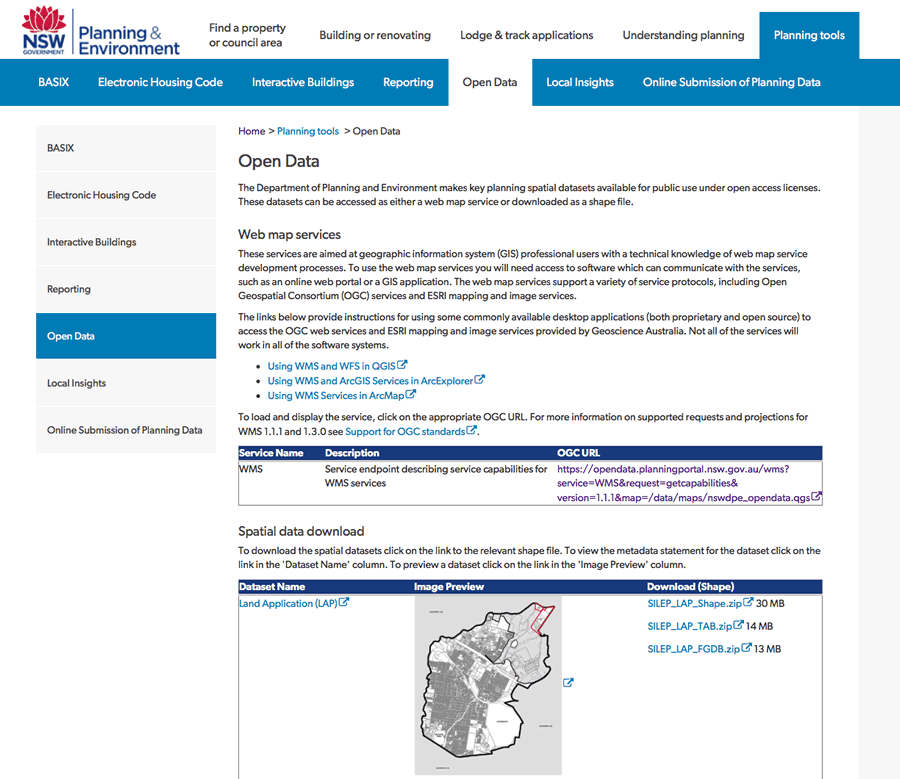 NSW
GOVERNMENT
Planning &
Environment
Find a property
or council area
Building or renovating
Lodge & track applications
Understanding planning
Planning tools
BASIX
Electronic Housing Code
Interactive Buildings
Reporting
Open Data
Local Insights
Online Submission of Planning Data
BASIX
Electronic Housing Code
Interactive Buildings
Reporting
Open Data
Local Insights
Online Submission of Planning Data
Home > Planning tools > Open Data
Open Data
The Department of Planning and Environment makes key planning spatial datasets available for public use under open access licenses.
These datasets can be accessed as either a web map service or downloaded as a shape file.
Web map services
These services are aimed at geographic information system (GIS) professional users with a technical knowledge of web map service
development processes. To use the web map services you will need access to software which can communicate with the services,
such as an online web portal or a GIS application. The web map services support a variety of service protocols, including Open
Geospatial Consortium (OGC) services and ESRI mapping and image services.
The links below provide instructions for using some commonly available desktop applications (both proprietary and open source) to
access the OGC web services and ESRI mapping and image services provided by Geoscience Australia. Not all of the services will
work in all of the software systems.
• Using WMS and WFS in QGIS
• Using WMS and ArcGIS Services in ArcExplorer
• Using WMS Services in ArcMap
To load and display the service, click on the appropriate OGC URL. For more information on supported requests and projections for
WMS 1.1.1 and 1.3.0 see Support for OGC standards.
Service Name Description OGC URL
WMS Service endpoint describing service capabilities for https://opendata.planningportal.nsw.gov.au/wms?
WMS services service=WMS&request=getcapabilities&
version=1.1.1&map=/data/maps/nswdpe_opendata.qgs
Spatial data download
To download the spatial datasets click on the link to the relevant shape file. To view the metadata statement for the dataset click on the
link in the 'Dataset Name' column. To preview a dataset click on the link in the 'Image Preview' column.
Dataset Name Image Preview Download (Shape)
Land Application (LAP) SILEP_LAP_Shape.zip 30 MB
SILEP_LAP_TAB.zip 14 MB
SILEP_LAP_FGDB.zip 13 MB